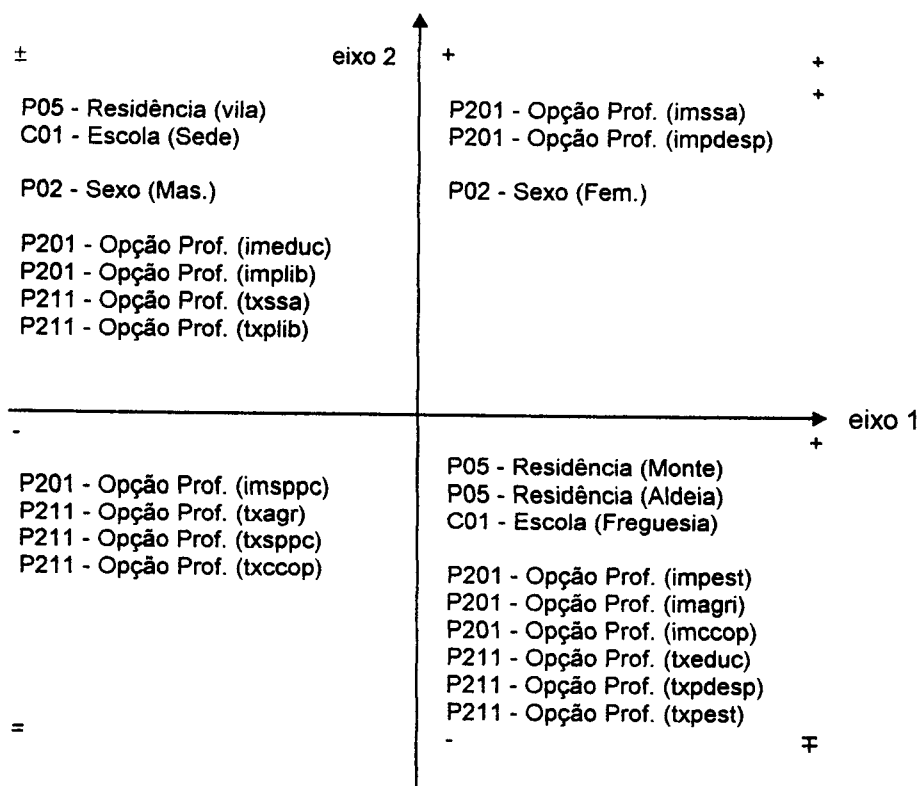 ± eixo 2 + +
+
P05 - Residência (vila)
C01 - Escola (Sede)
P02 - Sexo (Mas.)
P201 - Opção Prof. (imeduc)
P201 - Opção Prof. (implib)
P211 - Opção Prof. (txssa)
P211 - Opção Prof. (txplib)
P201 - Opção Prof. (imssa)
P201 - Opção Prof. (impdesp)
P02 - Sexo (Fem.)
eixo 1
- +
P201 - Opção Prof. (imsppc)
P211 - Opção Prof. (txagr)
P211 - Opção Prof. (txsppc)
P211 - Opção Prof. (txccop)
=
P05 - Residência (Monte)
P05 - Residência (Aldeia)
C01 - Escola (Freguesia)
P201 - Opção Prof. (impest)
P201 - Opção Prof. (imagri)
P201 - Opção Prof. (imccop)
P211 - Opção Prof. (txeduc)
P211 - Opção Prof. (txpdesp)
P211 - Opção Prof. (txpest)
- ∓